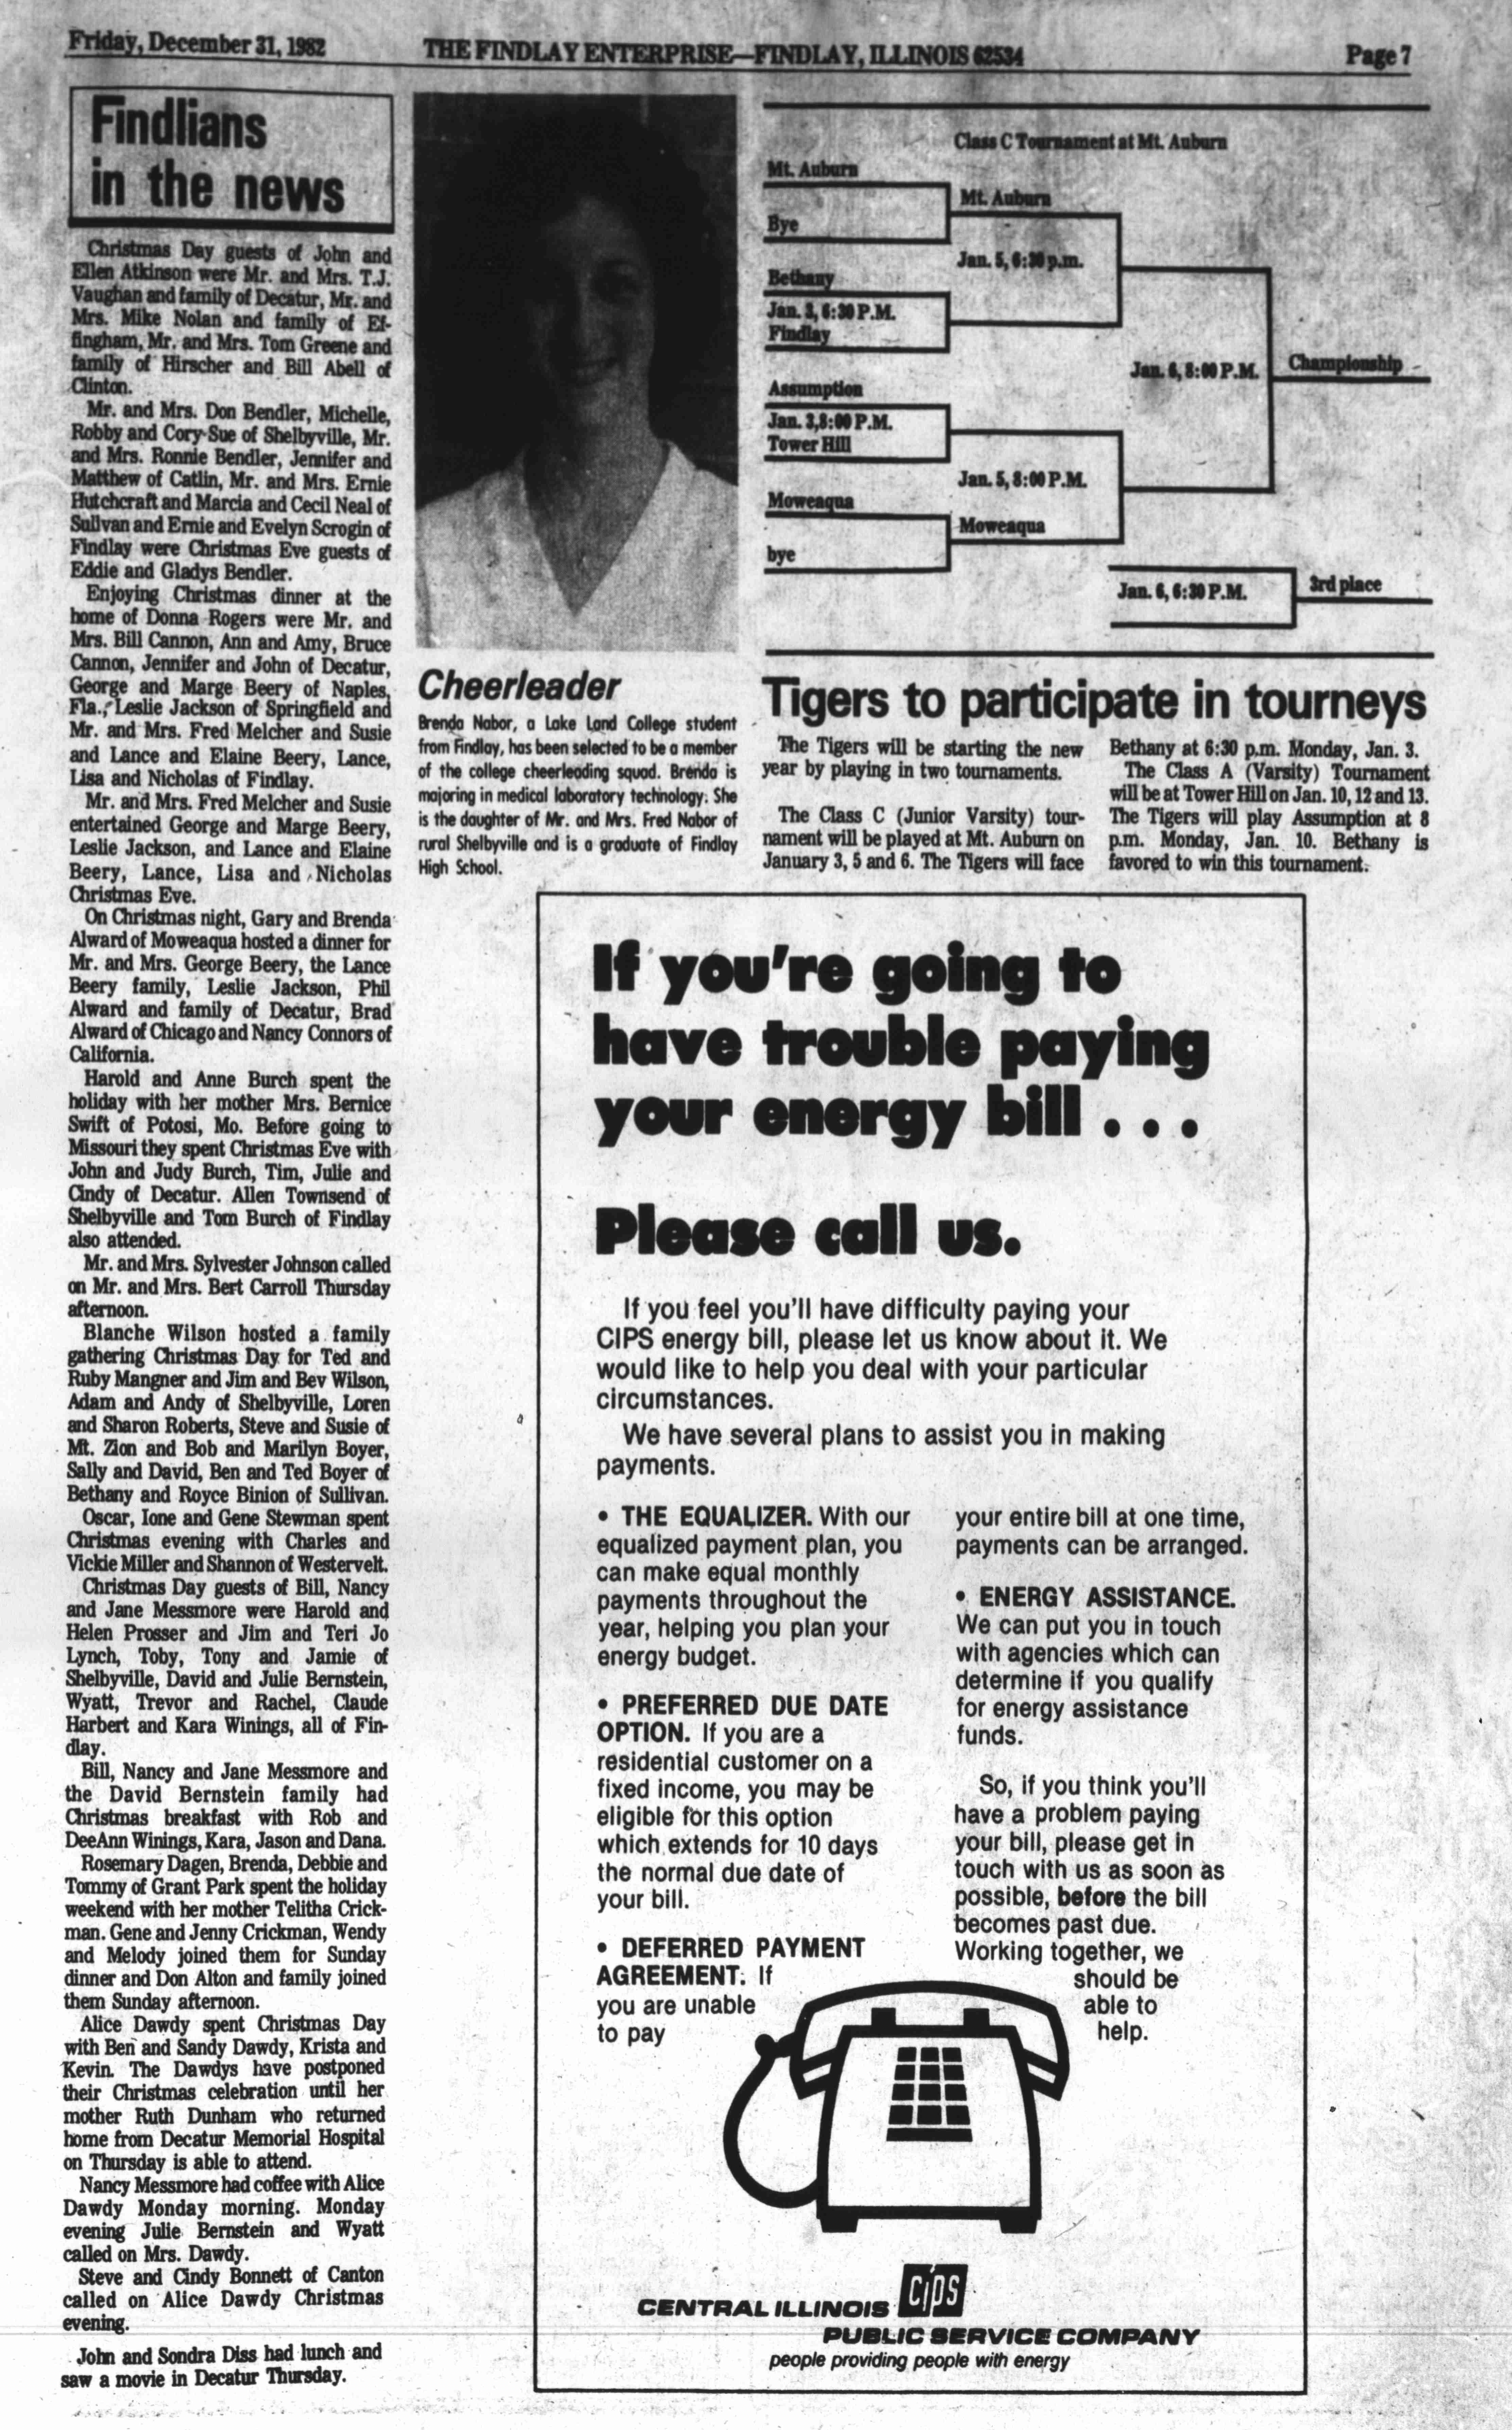 Friday, December 31, 1982
THE FINDLAY ENTERPRISE—FINDLAY, ILLINOIS 62534
Page 7
Findlians
in the news
Christmas Day guests of John and
Ellen Atkinson were Mr. and Mrs. T.J.
Vaughan and family of Decatur, Mr. and
Mrs. Mike Nolan and family of Ef-
fingham, Mr. and Mrs. Tom Greene and
family of Hirscher and Bill Abell of
Clinton.
Mr. and Mrs. Don Bendler, Michelle,
Robby and Cory Sue of Shelbyville, Mr.
and Mrs. Ronnie Bendler, Jennifer and
Matthew of Catlin, Mr. and Mrs. Ernie
Hutchcraft and Marcia and Cecil Neal of
Sullvan and Ernie and Evelyn Scrogin of
Findlay were Christmas Eve guests of
Eddie and Gladys Bendler.
Enjoying Christmas dinner at the
home of Donna Rogers were Mr. and
Mrs. Bill Cannon, Ann and Amy, Bruce
Cannon, Jennifer and John of Decatur,
George and Marge Beery of Naples,
Fla., Leslie Jackson of Springfield and
Mr. and Mrs. Fred Melcher and Susie
and Lance and Elaine Beery, Lance,
Lisa and Nicholas of Findlay.
Mr. and Mrs. Fred Melcher and Susie
entertained George and Marge Beery,
Leslie Jackson, and Lance and Elaine
Beery, Lance, Lisa and Nicholas
Christmas Eve.
On Christmas night, Gary and Brenda
Alward of Moweaqua hosted a dinner for
Mr. and Mrs. George Beery, the Lance
Beery family, Leslie Jackson, Phil
Alward and family of Decatur, Brad
Alward of Chicago and Nancy Connors of
California.
Harold and Anne Burch spent the
holiday with her mother Mrs. Bernice
Swift of Potosi, Mo. Before going to
Missouri they spent Christmas Eve with
John and Judy Burch, Tim, Julie and
Cindy of Decatur. Allen Townsend of
Shelbyville and Tom Burch of Findlay
also attended.
Mr. and Mrs. Sylvester Johnson called
on Mr. and Mrs. Bert Carroll Thursday
afternoon.
Blanche Wilson hosted a family
gathering Christmas Day for Ted and
Ruby Mangner and Jim and Bev Wilson,
Adam and Andy of Shelbyville, Loren
and Sharon Roberts, Steve and Susie of
Mt. Zion and Bob and Marilyn Boyer,
Sally and David, Ben and Ted Boyer of
Bethany and Royce Binion of Sullivan.
Oscar, Ione and Gene Stewman spent
Christmas evening with Charles and
Vickie Miller and Shannon of Westervelt.
Christmas Day guests of Bill, Nancy
and Jane Messmore were Harold and
Helen Prosser and Jim and Teri Jo
Lynch, Toby, Tony and Jamie of
Shelbyville, David and Julie Bernstein,
Wyatt, Trevor and Rachel, Claude
Harbert and Kara Winings, all of Fin-
dlay.
Bill, Nancy and Jane Messmore and
the David Bernstein family had
Christmas breakfast with Rob and
DeeAnn Winings, Kara, Jason and Dana.
Rosemary Dagen, Brenda, Debbie and
Tommy of Grant Park spent the holiday
weekend with her mother Telitha Crick-
man. Gene and Jenny Crickman, Wendy
and Melody joined them for Sunday
dinner and Don Alton and family joined
them Sunday afternoon.
Alice Dawdy spent Christmas Day
with Ben and Sandy Dawdy, Krista and
Kevin. The Dawdys have postponed
their Christmas celebration until her
mother Ruth Dunham who returned
home from Decatur Memorial Hospital
on Thursday is able to attend.
Nancy Messmore had coffee with Alice
Dawdy Monday morning. Monday
evening Julie Bernstein and Wyatt
called on Mrs. Dawdy.
Steve and Cindy Bonnett of Canton
called on Alice Dawdy Christmas
evening.
John and Sondra Diss had lunch and
saw a movie in Decatur Thursday.
Cheerleader
Brenda Nabor, a Lake Land College student
from Findlay, has been selected to be a member
of the college cheerleading squad. Brenda is
majoring in medical laboratory technology. She
is the daughter of Mr. and Mrs. Fred Nabor of
rural Shelbyville and is a graduate of Findlay
High School.
Class C Tournament at Mt. Auburn
Mt. Auburn
Mt. Auburn
Bye
Jan. 5, 6:30 p.m.
Bethany
Jan. 3, 6:30 P.M.
Findlay
Jan. 6, 8:00 P.M.
Championship
Assumption
Jan. 3, 8:00 P.M.
Tower Hill
Jan. 5, 8:00 P.M.
Moweaqua
Moweaqua
bye
Jan. 6, 6:30 P.M.
3rd place
Tigers to participate in tourneys
The Tigers will be starting the new
year by playing in two tournaments.
The Class C (Junior Varsity) tour-
nament will be played at Mt. Auburn on
January 3, 5 and 6. The Tigers will face
Bethany at 6:30 p.m. Monday, Jan. 3.
The Class A (Varsity) Tournament
will be at Tower Hill on Jan. 10, 12 and 13.
The Tigers will play Assumption at 8
p.m. Monday, Jan. 10. Bethany is
favored to win this tournament.
If you're going to
have trouble paying
your energy bill . . .
Please call us.
If you feel you'll have difficulty paying your
CIPS energy bill, please let us know about it. We
would like to help you deal with your particular
circumstances.
We have several plans to assist you in making
payments.
• THE EQUALIZER. With our
equalized payment plan, you
can make equal monthly
payments throughout the
year, helping you plan your
energy budget.
• PREFERRED DUE DATE
OPTION. If you are a
residential customer on a
fixed income, you may be
eligible for this option
which extends for 10 days
the normal due date of
your bill.
• DEFERRED PAYMENT
AGREEMENT. If
you are unable
to pay
your entire bill at one time,
payments can be arranged.
• ENERGY ASSISTANCE.
We can put you in touch
with agencies which can
determine if you qualify
for energy assistance
funds.
So, if you think you'll
have a problem paying
your bill, please get in
touch with us as soon as
possible, before the bill
becomes past due.
Working together, we
should be
able to
help.
CENTRAL ILLINOIS CIPS
PUBLIC SERVICE COMPANY
people providing people with energy